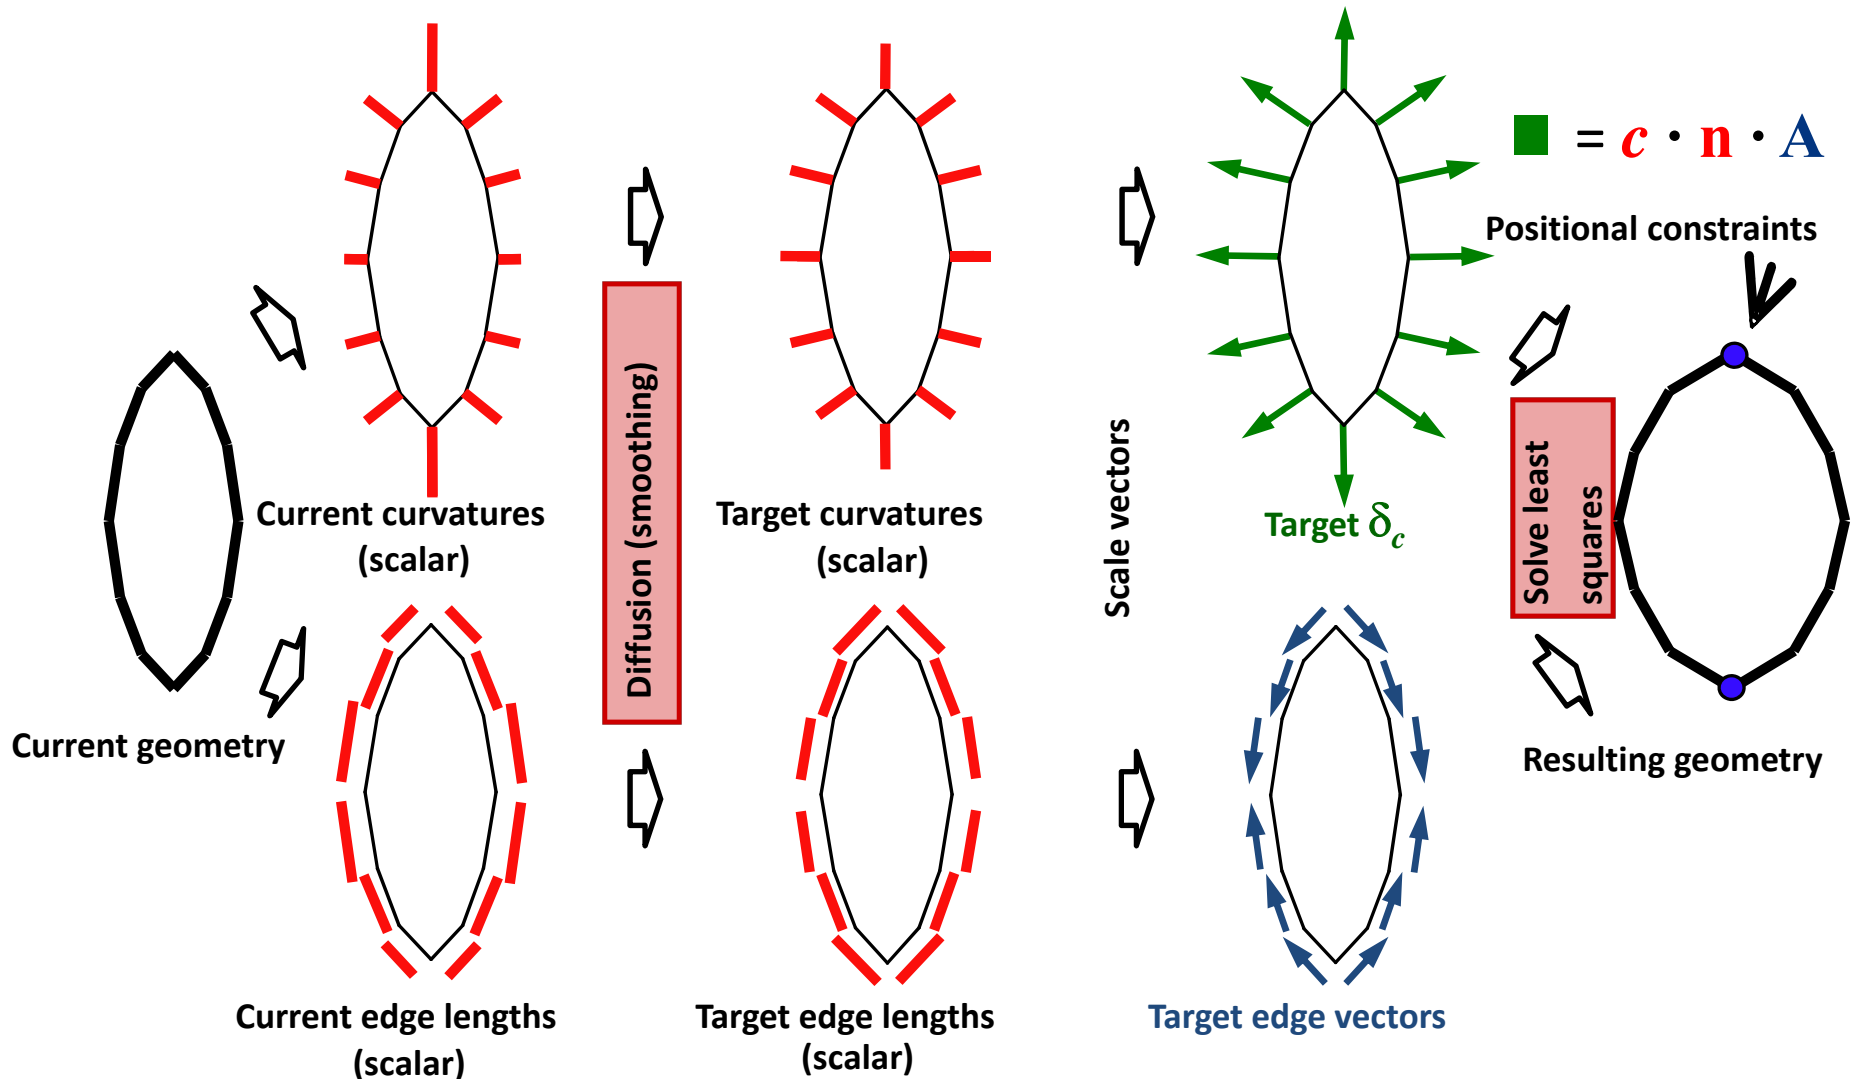 = c · n · A
Positional constraints
Current curvatures
(scalar)
Diffusion (smoothing)
Target curvatures
(scalar)
Scale vectors
Target δc
Solve least
squares
Current geometry
Resulting geometry
Current edge lengths
(scalar)
Target edge lengths
(scalar)
Target edge vectors